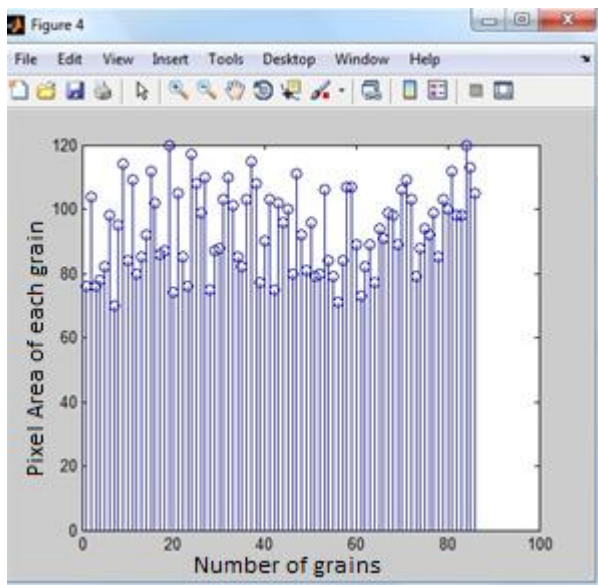 Figure 4
File Edit View Insert Tools Desktop Window Help
120
100
80
60
40
20
0
Pixel Area of each grain
0 20 40 60 80 100
Number of grains